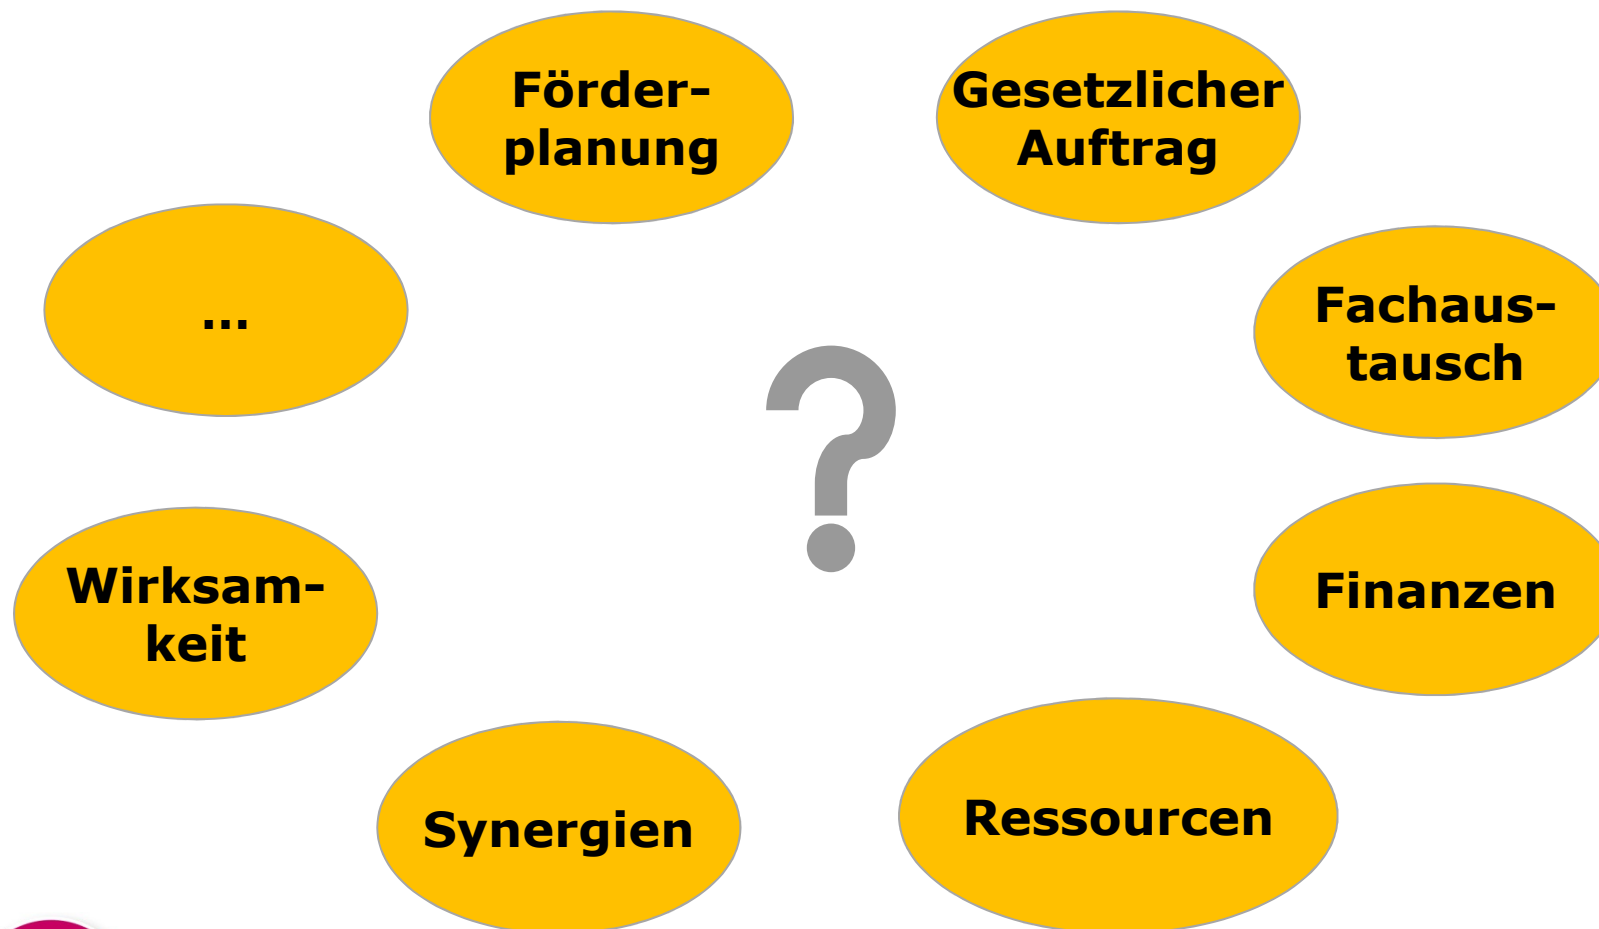 Förder-
planung
Gesetzlicher
Auftrag
...
Fachaus-
tausch
?
Wirksam-
keit
Finanzen
Synergien
Ressourcen